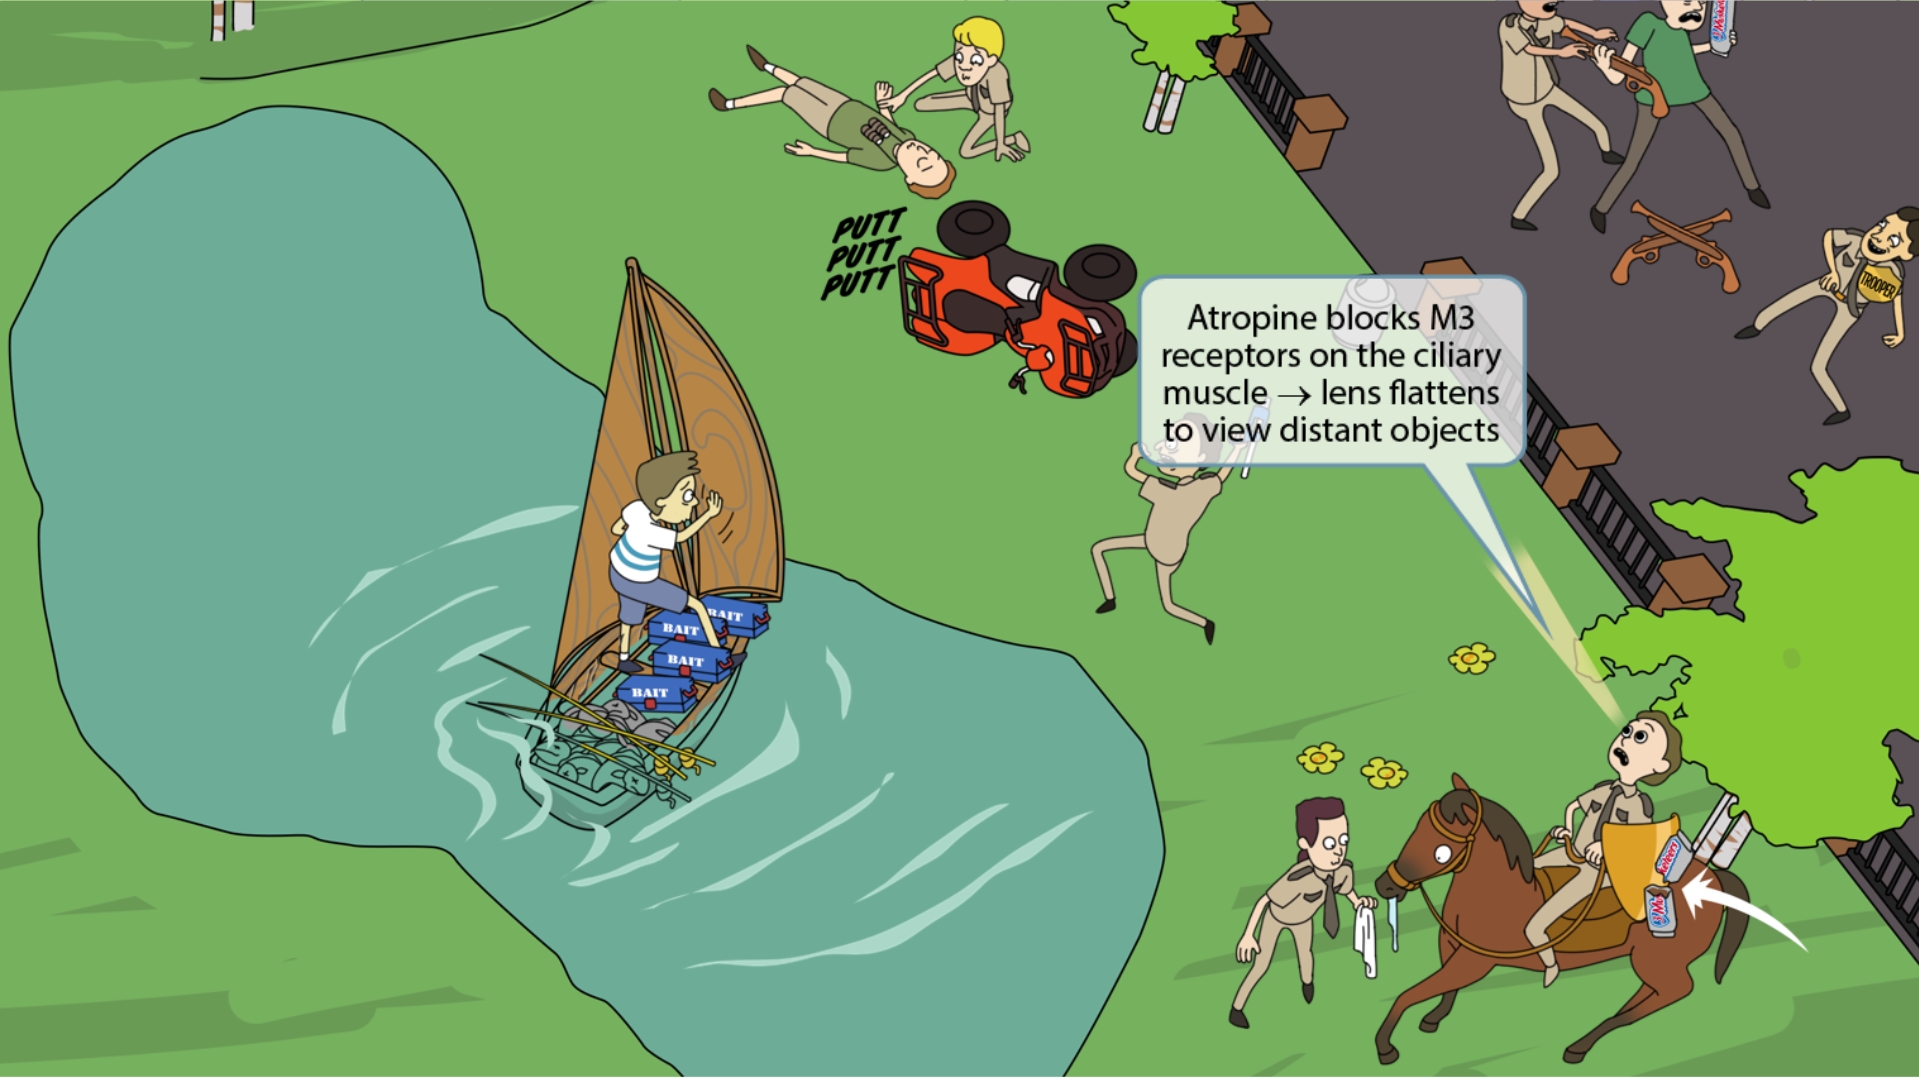 PUTT
PUTT
PUTT
Atropine blocks M3
receptors on the ciliary
muscle → lens flattens
to view distant objects
TROOPER
BAIT
BAIT
BAIT
BAIT